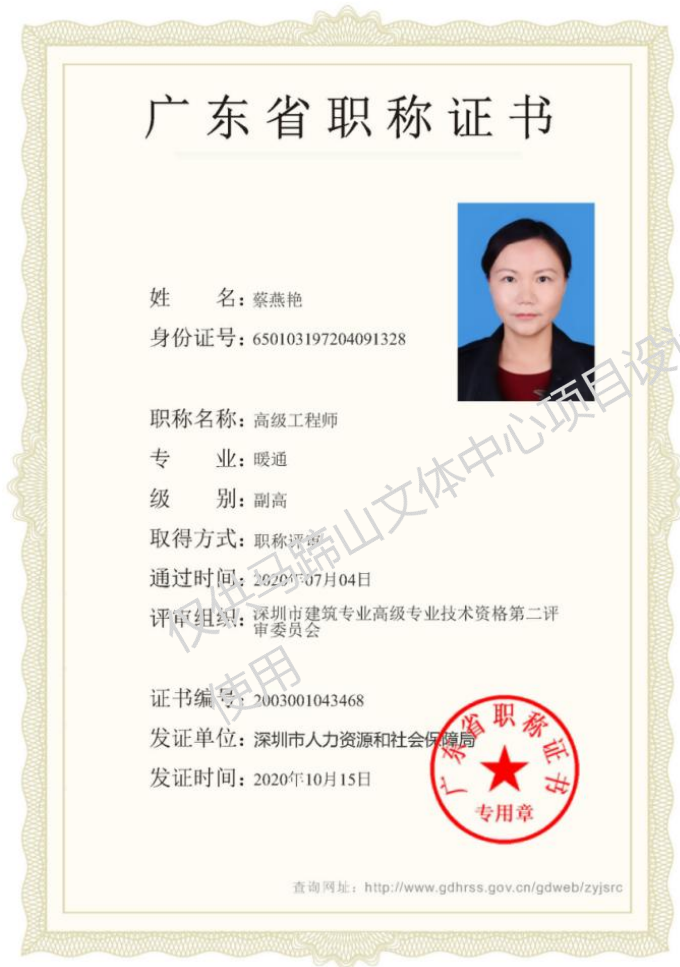 广东省职称证书
姓 名：蔡燕艳
身份证号：650103197204091328
职称名称：高级工程师
专 业：暖通
级 别：副高
取得方式：职称评审
通过时间：2020年07月04日
评审组织：深圳市建筑专业高级专业技术资格第二评
审委员会
证书编号：2003001043468
发证单位：深圳市人力资源和社会保障局
发证时间：2020年10月15日
广东省职称证书
专用章
查询网址：http://www.gdhrss.gov.cn/gdweb/zyjsrc
仅供马蹄山文体中心项目设
使用